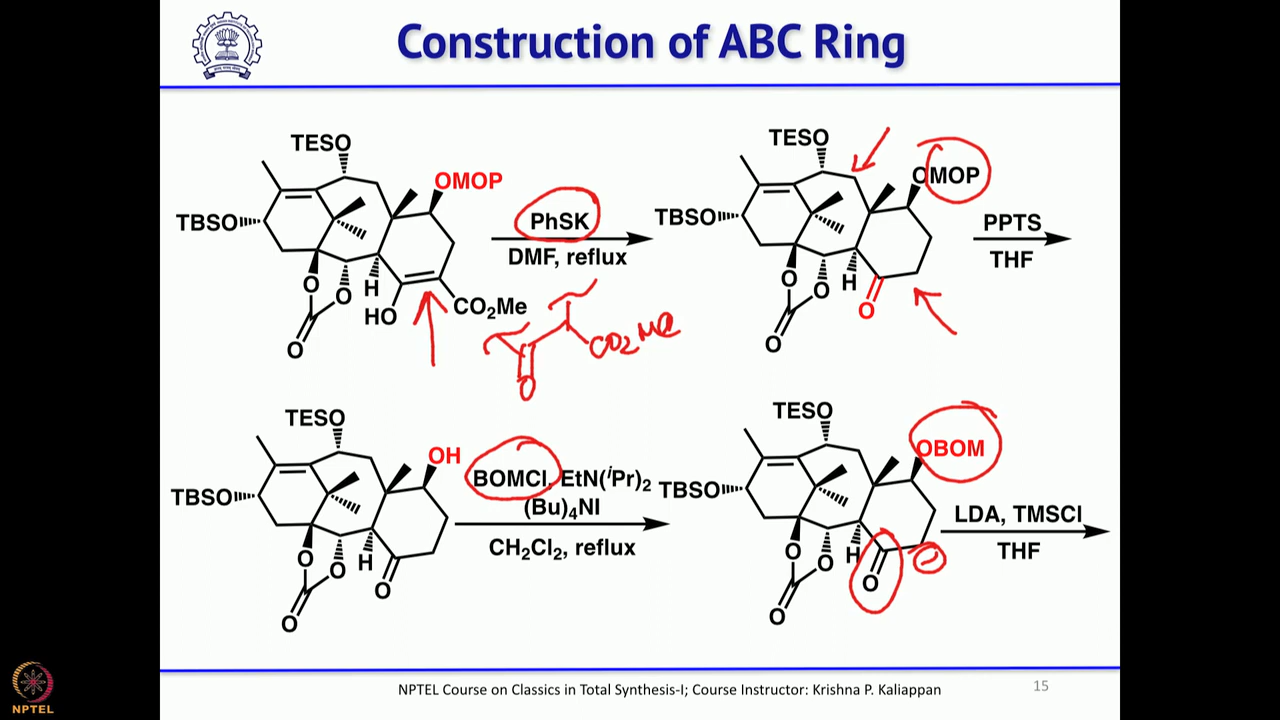 Construction of ABC Ring
TESO
OMOP
TBSO
H
O
O
O
HO
CO₂Me
PhSK
DMF, reflux
O
CO2Me
TESO
OMOP
TBSO
H
O
O
O
O
PPTS
THF
TESO
OH
TBSO
H
O
O
O
O
BOMCl, EtN(ⁱPr)₂
(Bu)₄NI
CH₂Cl₂, reflux
TESO
OBOM
TBSO
H
O
O
O
O
LDA, TMSCl
THF
NPTEL
NPTEL Course on Classics in Total Synthesis-I; Course Instructor: Krishna P. Kaliappan
15